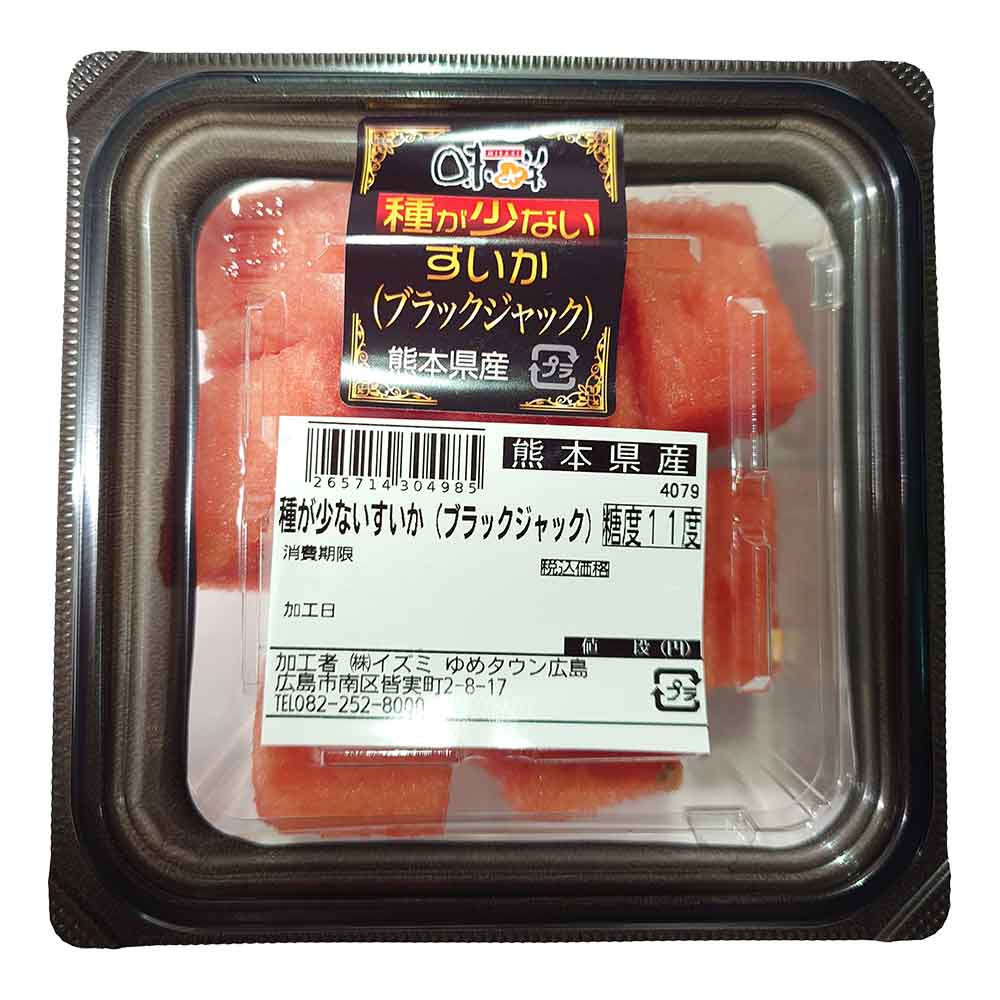 種が少ない
すいか
(ブラックジャック)
熊本県産
プラ
265714 304985
熊本県産
4079
種が少ないすいか (ブラックジャック) 糖度11度
消費期限
税込価格
加工日
値 段 (円)
加工者 ㈱イズミ ゆめタウン広島
広島市南区皆実町2-8-17
TEL082-252-8000
プラ